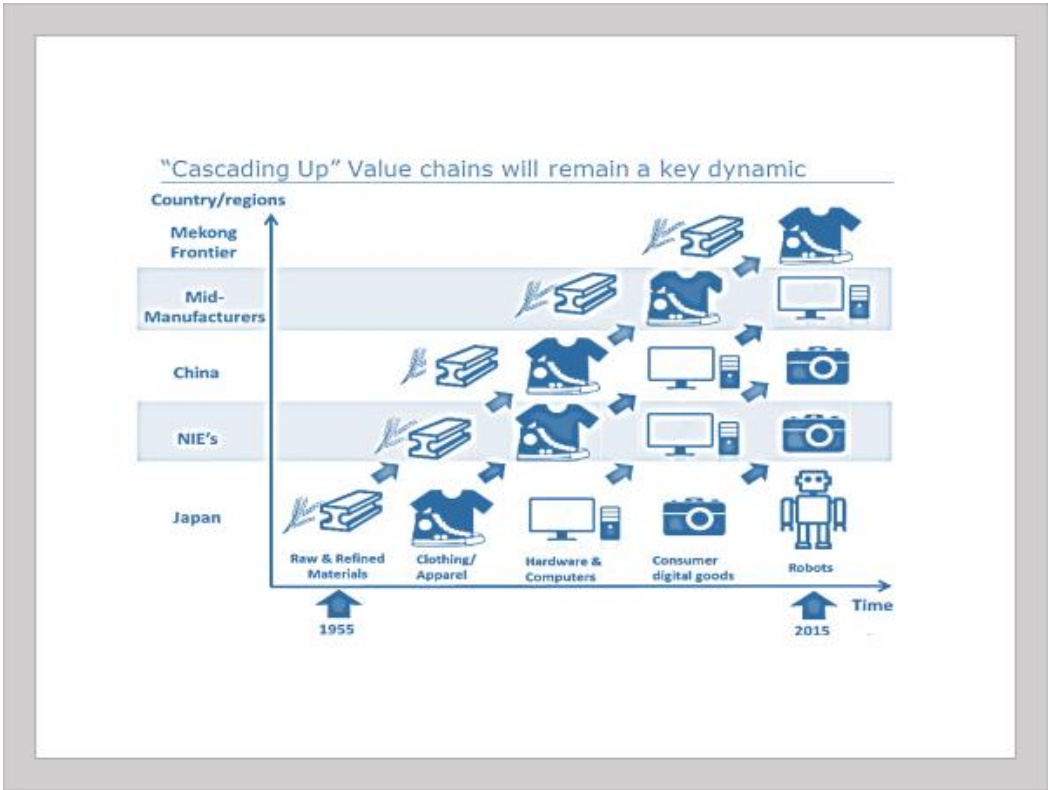 “Cascading Up” Value chains will remain a key dynamic
Country/regions
Mekong
Frontier
Mid-
Manufacturers
China
NIE's
Japan
Raw & Refined
Materials
Clothing/
Apparel
Hardware &
Computers
Consumer
digital goods
Robots
Time
1955
2015